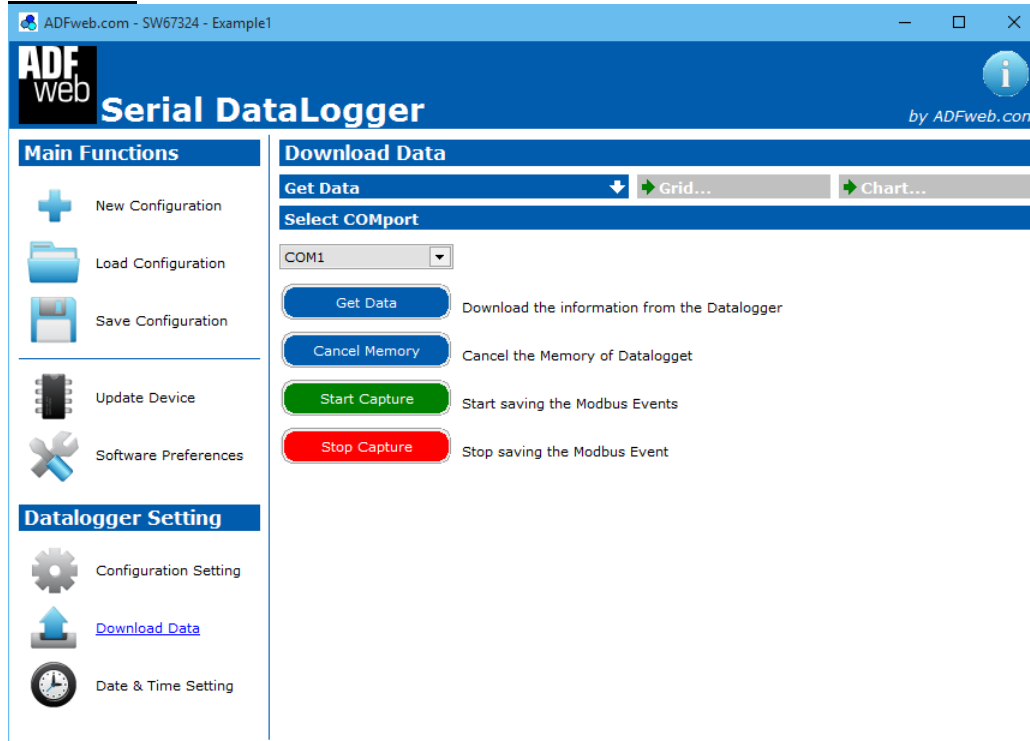 ADFweb.com - SW67324 - Example1
ADF
web
Serial DataLogger
by ADFweb.com
Main Functions
New Configuration
Load Configuration
Save Configuration
Update Device
Software Preferences
Datalogger Setting
Configuration Setting
Download Data
Date & Time Setting
Download Data
Get Data
Grid...
Chart...
Select COMport
COM1
Get Data
Download the information from the Datalogger
Cancel Memory
Cancel the Memory of Datalogget
Start Capture
Start saving the Modbus Events
Stop Capture
Stop saving the Modbus Event